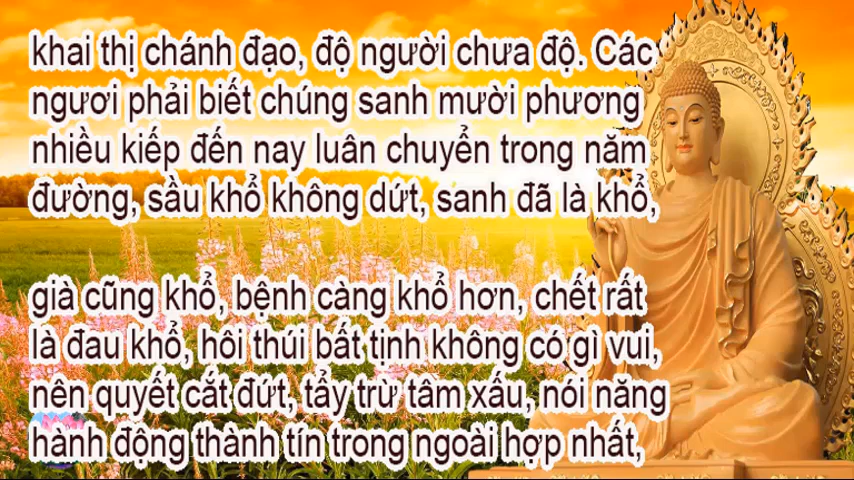 khai thị chánh đạo, độ người chưa độ. Các
ngươi phải biết chúng sanh mười phương
nhiều kiếp đến nay luân chuyển trong năm
đường, sầu khổ không dứt, sanh đã là khổ,
già cũng khổ, bệnh càng khổ hơn, chết rất
là đau khổ, hôi thúi bất tịnh không có gì vui,
nên quyết cắt đứt, tẩy trừ tâm xấu, nói năng
hành động thành tín trong ngoài hợp nhất,